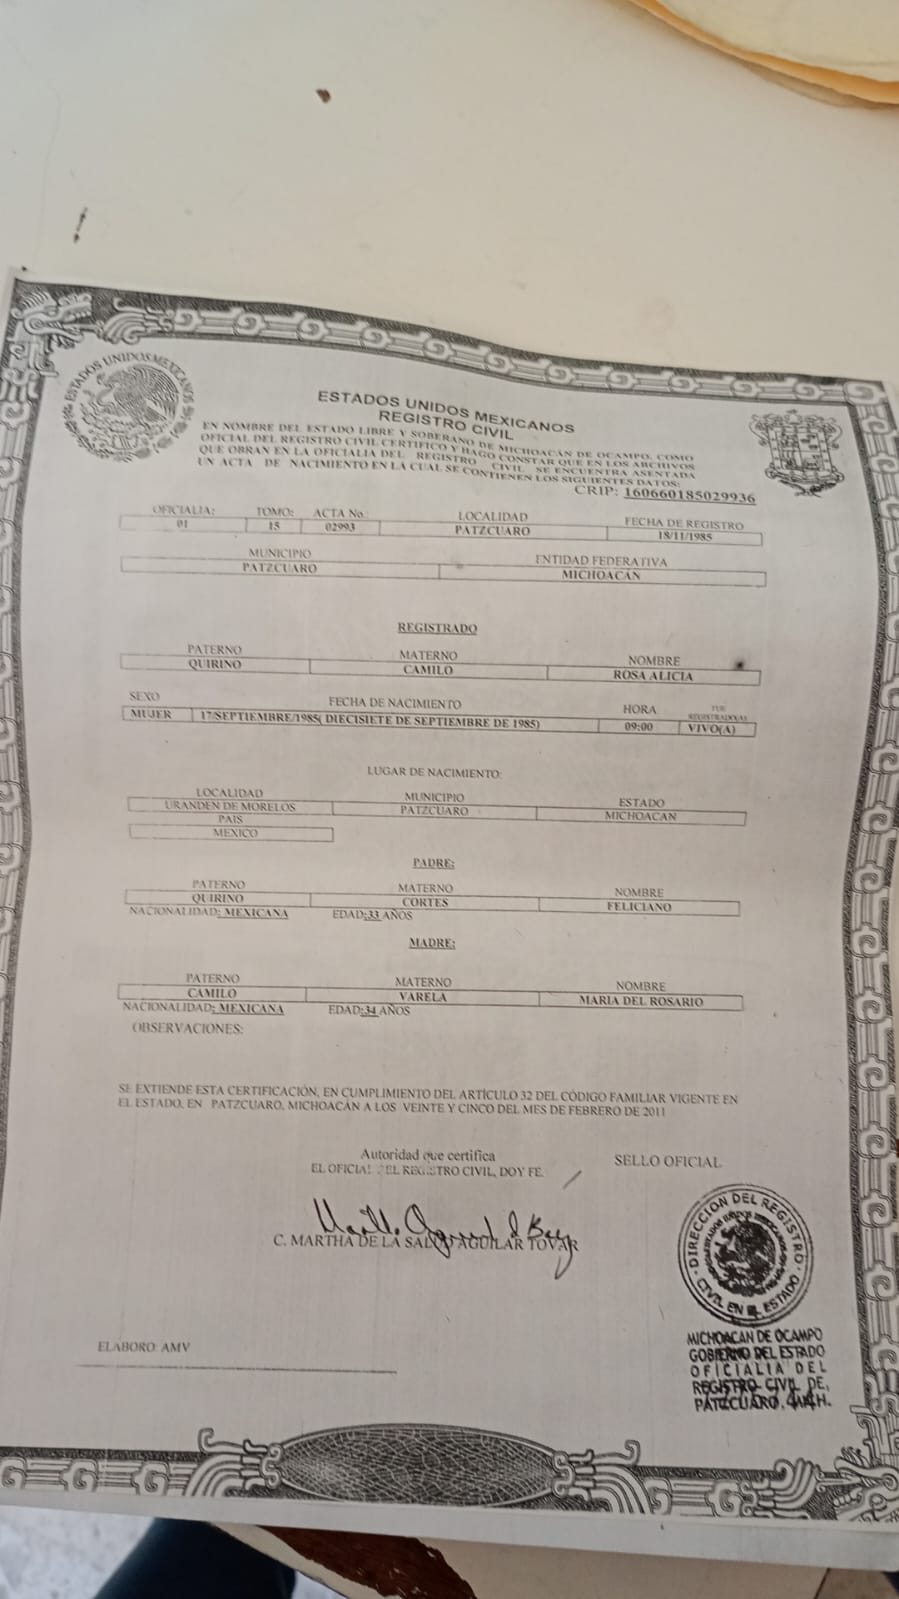 ESTADOS UNIDOS MEXICANOS
ESTADOS UNIDOS MEXICANOS
REGISTRO CIVIL
EN NOMBRE DEL ESTADO LIBRE Y SOBERANO DE MICHOACÁN DE OCAMPO, COMO
OFICIAL DEL REGISTRO CIVIL CERTIFICO Y HAGO CONSTAR QUE EN LOS ARCHIVOS
QUE OBRAN EN LA OFICIALIA DEL REGISTRO CIVIL SE ENCUENTRA ASENTADA
UN ACTA DE NACIMIENTO EN LA CUAL SE CONTIENEN LOS SIGUIENTES DATOS:
CRIP: 160660185029936
OFICIALIA: TOMO: ACTA No.: LOCALIDAD FECHA DE REGISTRO
01 15 02993 PATZCUARO 18/11/1985
MUNICIPIO ENTIDAD FEDERATIVA
PATZCUARO MICHOACÁN
REGISTRADO
PATERNO MATERNO NOMBRE
QUIRINO CAMILO ROSA ALICIA
SEXO FECHA DE NACIMIENTO HORA FUE REGISTRADO(A)
MUJER 17/SEPTIEMBRE/1985( DIECISIETE DE SEPTIEMBRE DE 1985) 09:00 VIVO(A)
LUGAR DE NACIMIENTO:
LOCALIDAD MUNICIPIO ESTADO
URANDEN DE MORELOS PATZCUARO MICHOACAN
PAIS
MEXICO
PADRE:
PATERNO MATERNO NOMBRE
QUIRINO CORTES FELICIANO
NACIONALIDAD: MEXICANA EDAD:33 AÑOS
MADRE:
PATERNO MATERNO NOMBRE
CAMILO VARELA MARIA DEL ROSARIO
NACIONALIDAD: MEXICANA EDAD:34 AÑOS
OBSERVACIONES:
SE EXTIENDE ESTA CERTIFICACIÓN, EN CUMPLIMIENTO DEL ARTÍCULO 32 DEL CÓDIGO FAMILIAR VIGENTE EN
EL ESTADO, EN PATZCUARO, MICHOACÁN A LOS VEINTE Y CINCO DEL MES DE FEBRERO DE 2011
Autoridad que certifica
EL OFICIAL DEL REGISTRO CIVIL, DOY FE.
SELLO OFICIAL
C. MARTHA DE LA SALUD AGUILAR TOVAR
DIRECCION DEL REGISTRO CIVIL EN EL ESTADO
ESTADOS UNIDOS MEXICANOS
MICHOACAN DE OCAMPO
GOBIERNO DEL ESTADO
OFICIALIA DEL
REGISTRO CIVIL DE,
PATZCUARO,
ELABORO: AMV